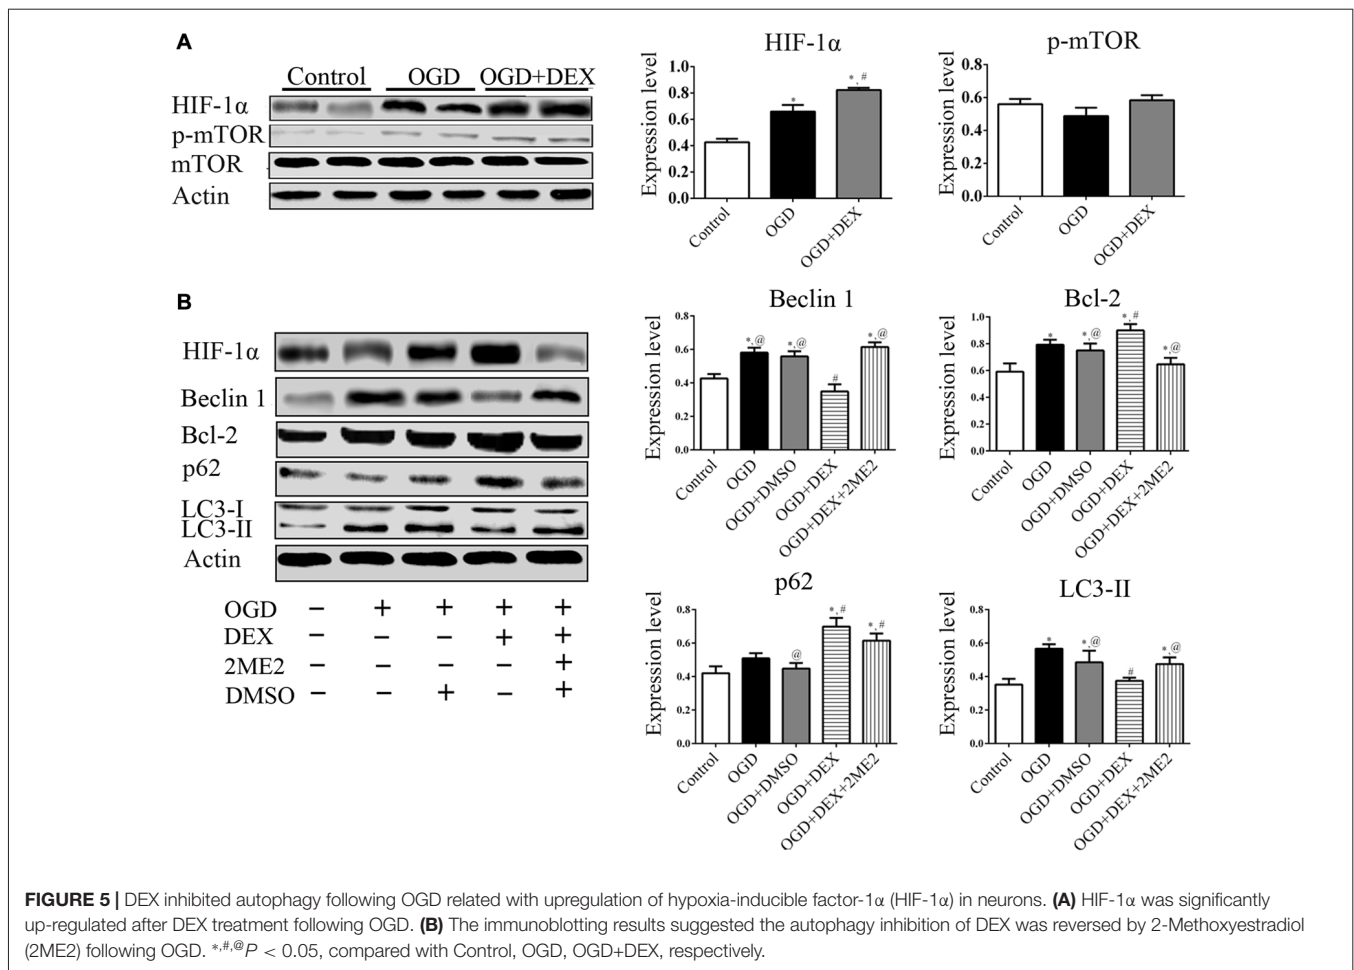 A
Control OGD OGD+DEX
HIF-1α
p-mTOR
mTOR
Actin
HIF-1α
Expression level
1.0
0.8
0.6
0.4
0.2
0.0
*
*, #
Control
OGD
OGD+DEX
p-mTOR
Expression level
0.8
0.6
0.4
0.2
0.0
Control
OGD
OGD+DEX
B
HIF-1α
Beclin 1
Bcl-2
p62
LC3-I
LC3-II
Actin
OGD − + + + +
DEX − − − + +
2ME2 − − − − +
DMSO − − + − +
Beclin 1
Expression level
0.8
0.6
0.4
0.2
0.0
*,@
*,@
#
*,@
Control
OGD
OGD+DMSO
OGD+DEX
OGD+DEX+2ME2
Bcl-2
Expression level
1.0
0.8
0.6
0.4
0.2
0.0
*
*,@
*,#
*,@
Control
OGD
OGD+DMSO
OGD+DEX
OGD+DEX+2ME2
p62
Expression level
0.8
0.6
0.4
0.2
0.0
@
*,#
*,#
Control
OGD
OGD+DMSO
OGD+DEX
OGD+DEX+2ME2
LC3-II
Expression level
0.8
0.6
0.4
0.2
0.0
*
*,@
#
*,@
Control
OGD
OGD+DMSO
OGD+DEX
OGD+DEX+2ME2
FIGURE 5 | DEX inhibited autophagy following OGD related with upregulation of hypoxia-inducible factor-1α (HIF-1α) in neurons. (A) HIF-1α was significantly
up-regulated after DEX treatment following OGD. (B) The immunoblotting results suggested the autophagy inhibition of DEX was reversed by 2-Methoxyestradiol
(2ME2) following OGD. *,#,@P < 0.05, compared with Control, OGD, OGD+DEX, respectively.